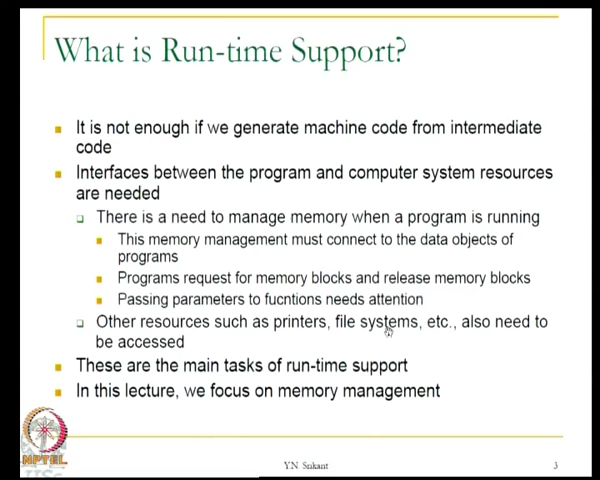 What is Run-time Support?
It is not enough if we generate machine code from intermediate
code
Interfaces between the program and computer system resources
are needed
There is a need to manage memory when a program is running
This memory management must connect to the data objects of
programs
Programs request for memory blocks and release memory blocks
Passing parameters to fucntions needs attention
Other resources such as printers, file systems, etc., also need to
be accessed
These are the main tasks of run-time support
In this lecture, we focus on memory management
NPTEL
Y.N. Srikant
3